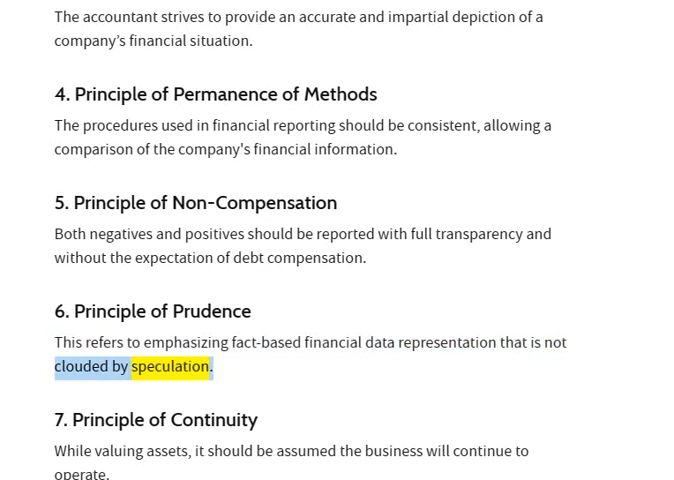 The accountant strives to provide an accurate and impartial depiction of a
company’s financial situation.
4. Principle of Permanence of Methods
The procedures used in financial reporting should be consistent, allowing a
comparison of the company's financial information.
5. Principle of Non-Compensation
Both negatives and positives should be reported with full transparency and
without the expectation of debt compensation.
6. Principle of Prudence
This refers to emphasizing fact-based financial data representation that is not
clouded by speculation.
7. Principle of Continuity
While valuing assets, it should be assumed the business will continue to
operate.